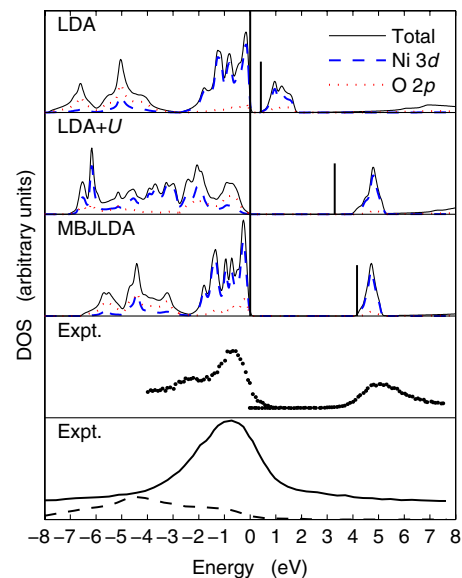 LDA
Total
Ni 3d
O 2p
LDA+U
MBJLDA
Expt.
Expt.
DOS (arbitrary units)
−8 −7 −6 −5 −4 −3 −2 −1 0 1 2 3 4 5 6 7 8
Energy (eV)